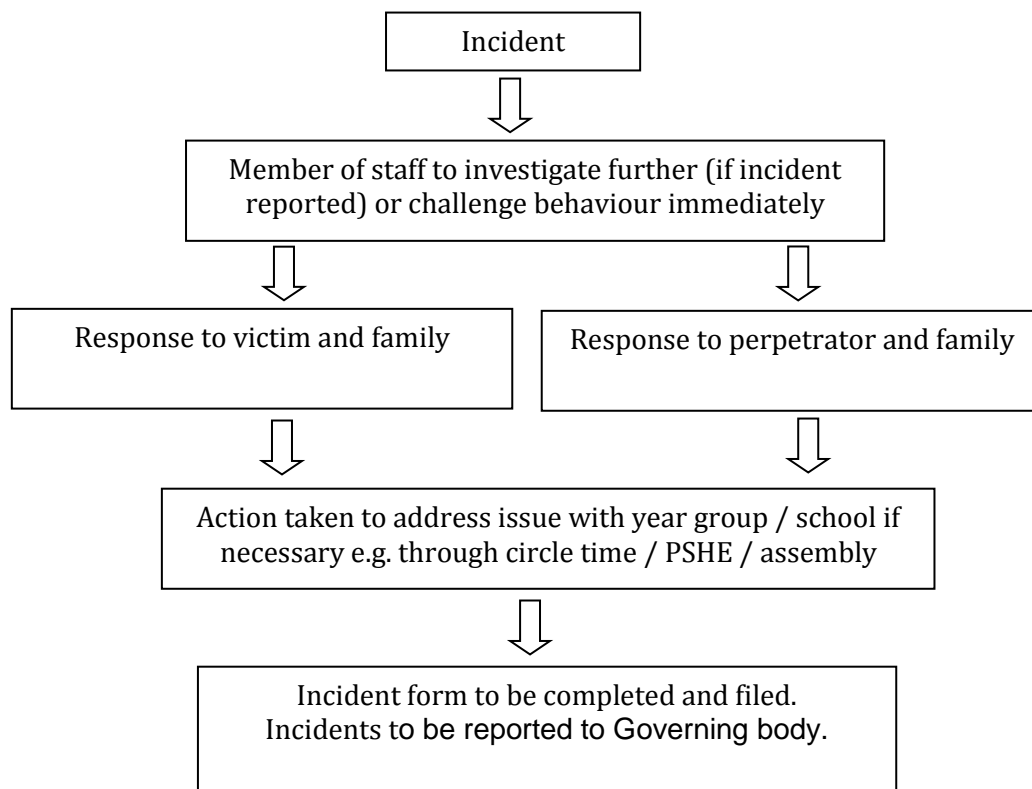 Incident
Member of staff to investigate further (if incident
reported) or challenge behaviour immediately
Response to victim and family
Response to perpetrator and family
Action taken to address issue with year group / school if
necessary e.g. through circle time / PSHE / assembly
Incident form to be completed and filed.
Incidents to be reported to Governing body.